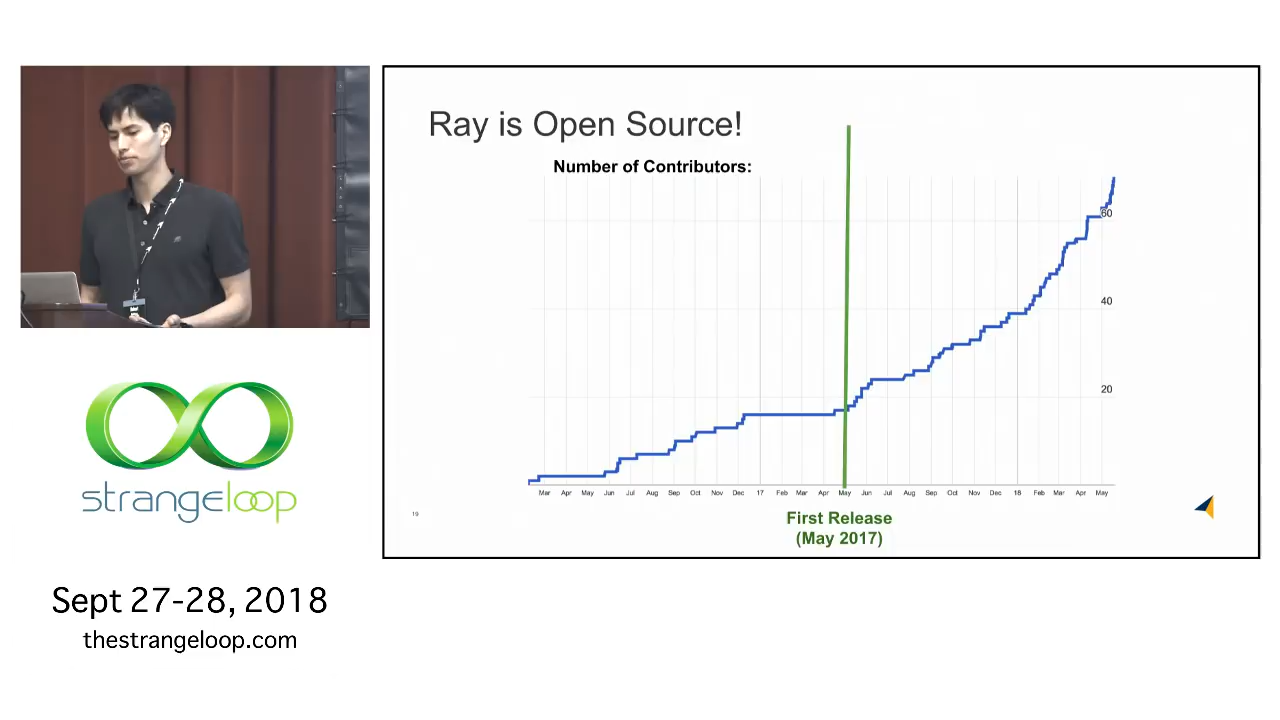 Ray is Open Source!
Number of Contributors:
60
40
20
Mar Apr May Jun Jul Aug Sep Oct Nov Dec 17 Feb Mar Apr May Jun Jul Aug Sep Oct Nov Dec 18 Feb Mar Apr May
First Release
(May 2017)
19
strangeloop
Sept 27-28, 2018
thestrangeloop.com